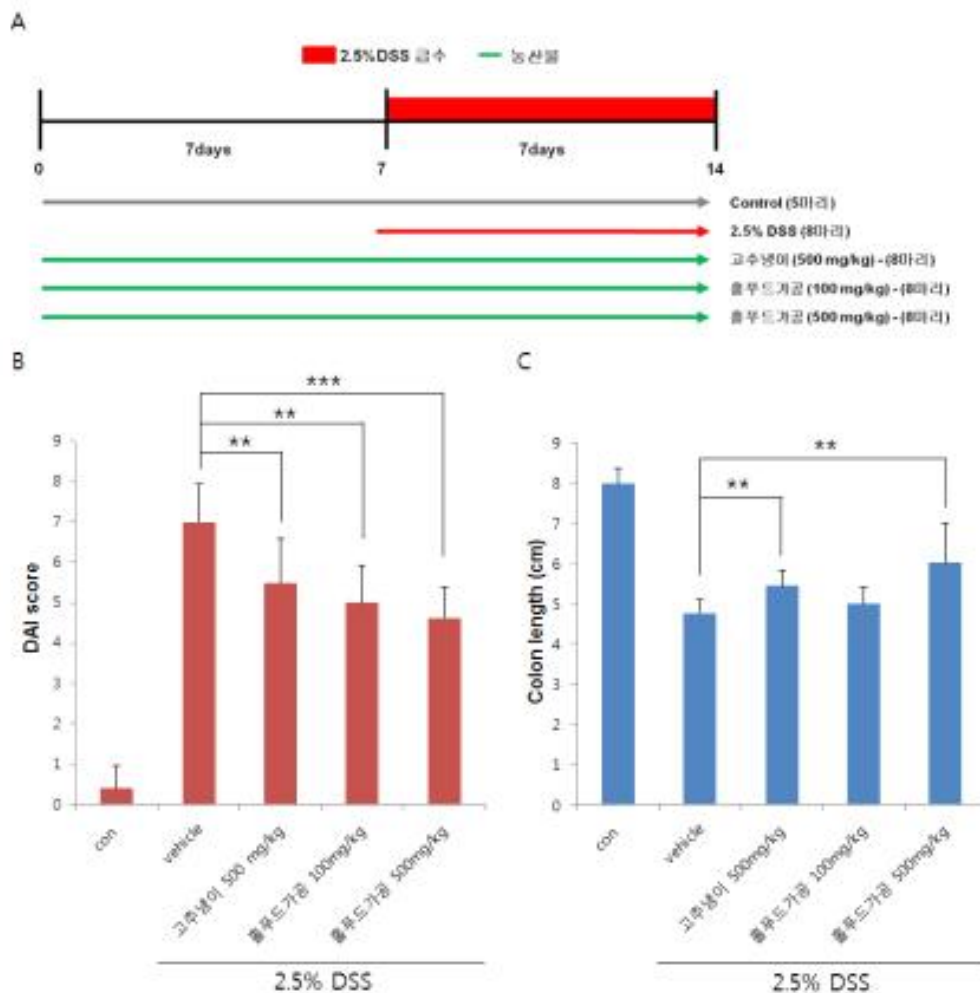 A
2.5%DSS 급수 농산물
7days 7days
0 7 14
Control (5마리)
2.5% DSS (8마리)
고추냉이 (500 mg/kg) - (8마리)
홀푸드가공 (100 mg/kg) - (8마리)
홀푸드가공 (500 mg/kg) - (8마리)
B
***
**
**
9
8
7
6
5
4
3
2
1
0
DAI score
con
vehicle
고추냉이 500 mg/kg
홀푸드가공 100mg/kg
홀푸드가공 500mg/kg
2.5% DSS
C
**
**
9
8
7
6
5
4
3
2
1
0
Colon length (cm)
con
vehicle
고추냉이 500mg/kg
홀푸드가공 100mg/kg
홀푸드가공 500mg/kg
2.5% DSS